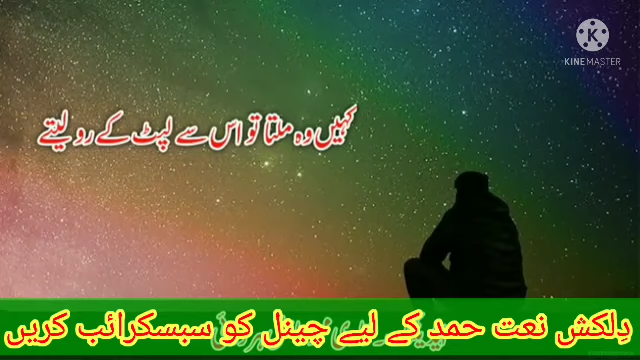 KINEMASTER
کہیں وہ ملتا تو اس سے لپٹ کے رو لیتے
دِلکش نعت حمد کے لیے چینل کو سبسکرائب کریں